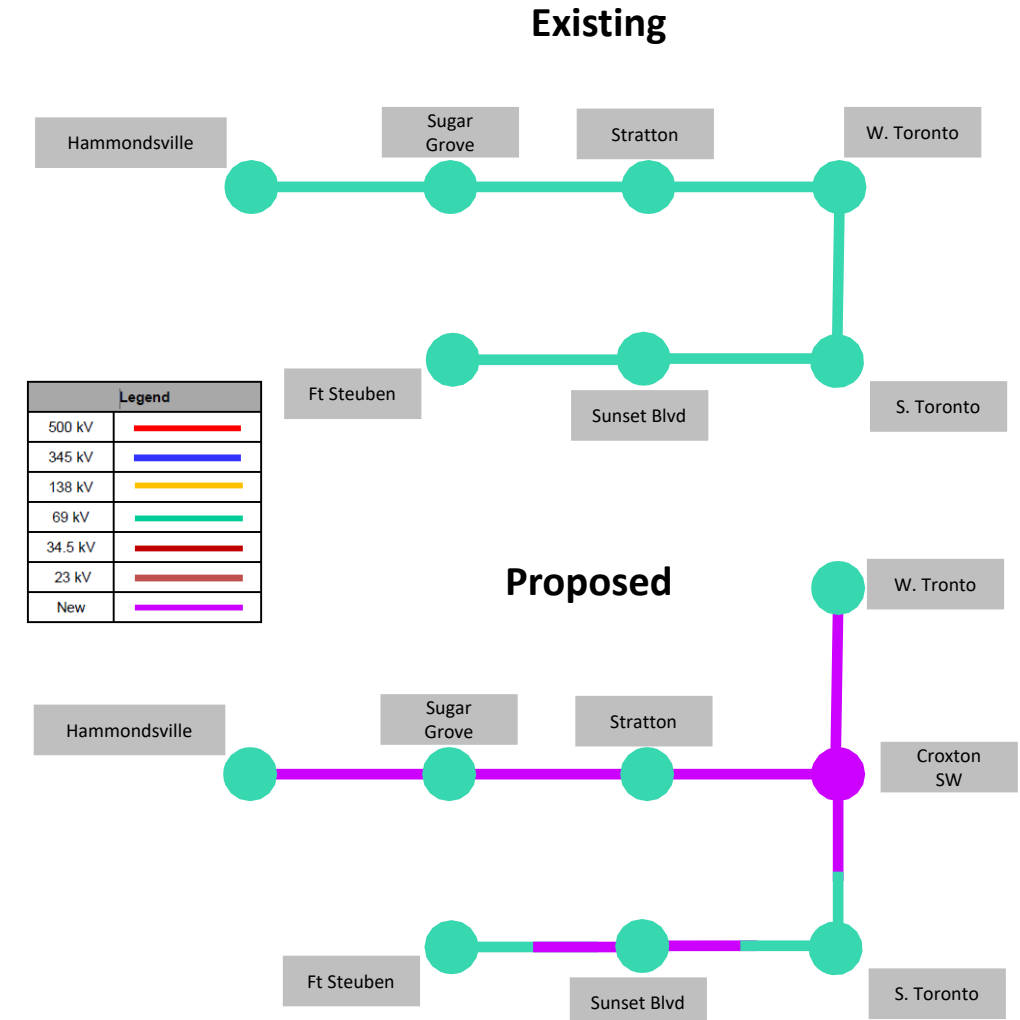 Existing
Hammondsville
Sugar
Grove
Stratton
W. Toronto
Ft Steuben
Sunset Blvd
S. Toronto
Legend
500 kV
345 kV
138 kV
69 kV
34.5 kV
23 kV
New
Proposed
W. Tronto
Hammondsville
Sugar
Grove
Stratton
Croxton
SW
Ft Steuben
Sunset Blvd
S. Toronto